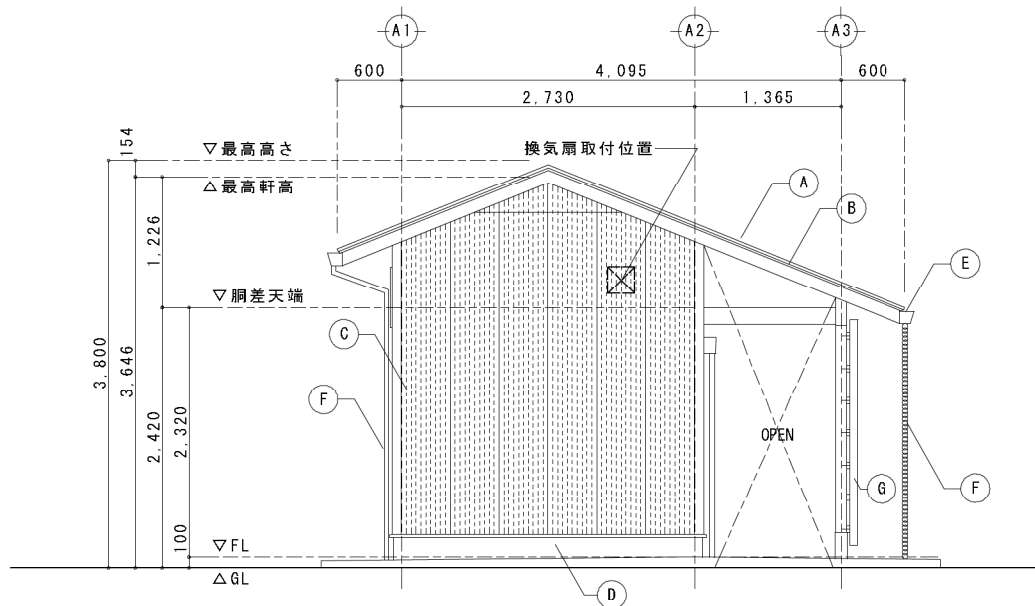 A1
A2
A3
600
4,095
600
2,730
1,365
154
▽最高高さ
換気扇取付位置
△最高軒高
A
B
1,226
E
▽胴差天端
C
3,800
3,646
F
2,420
2,320
OPEN
G
F
100
▽FL
△GL
D